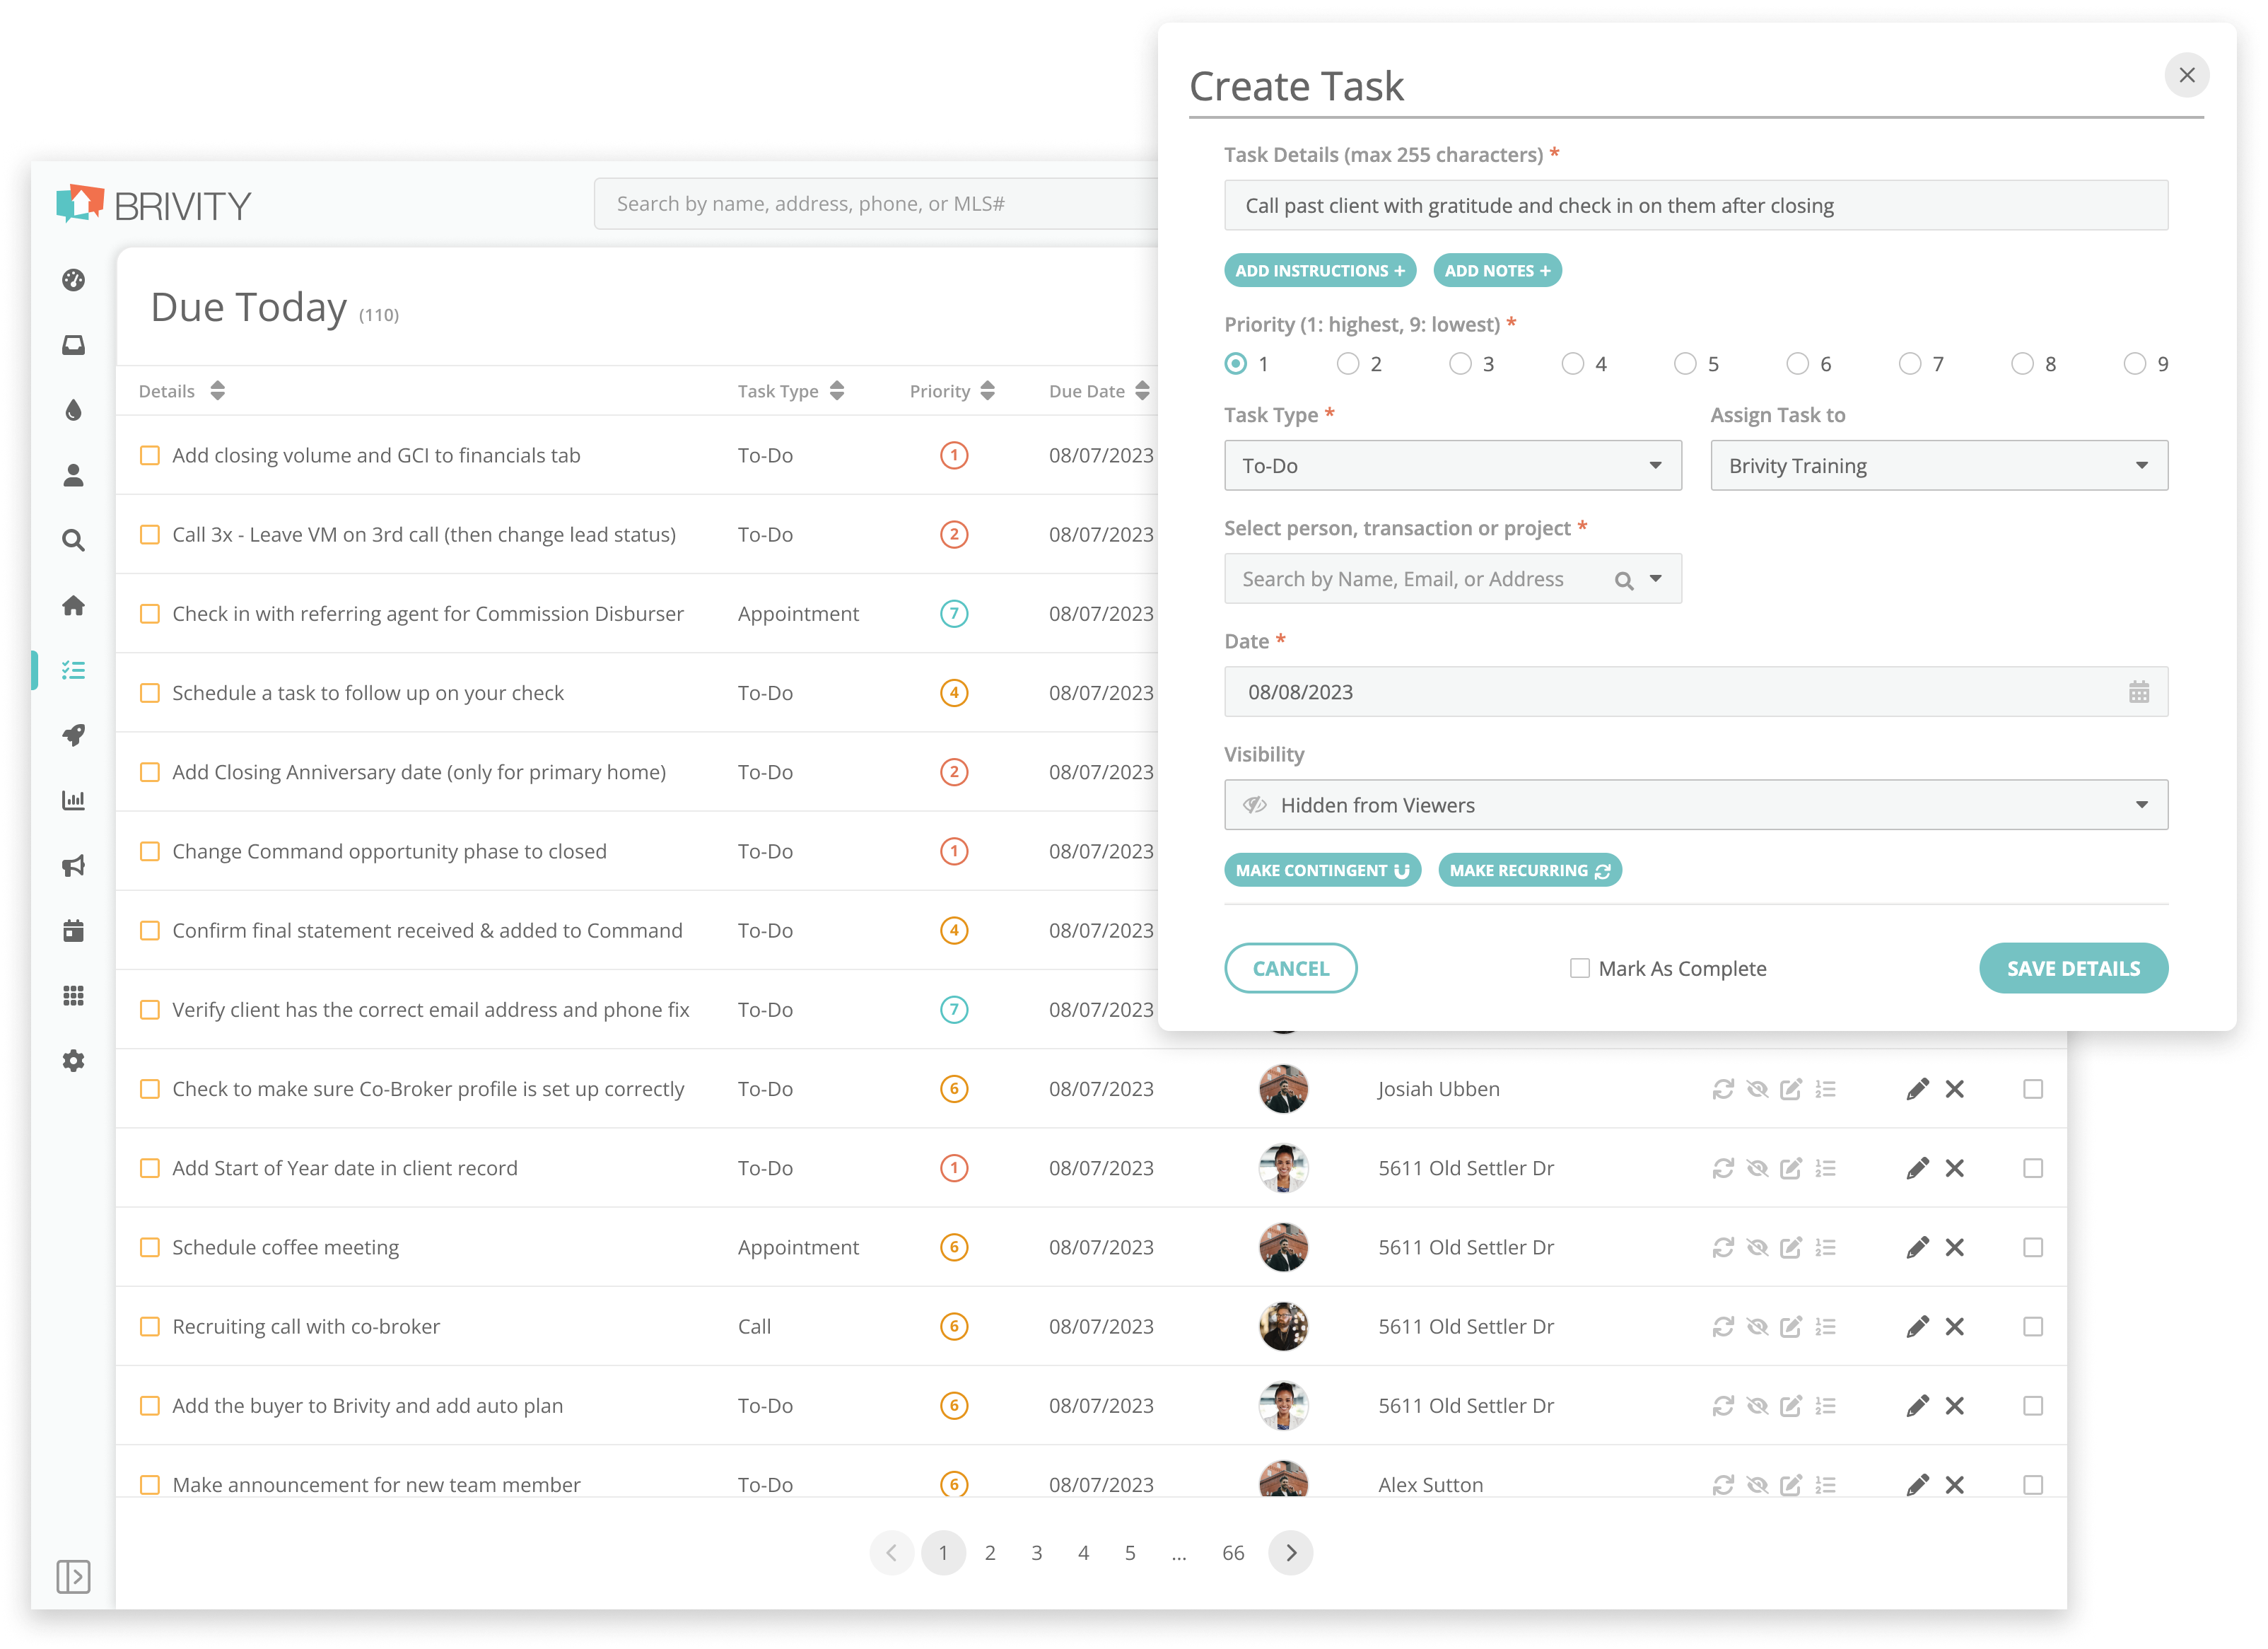 Create Task
Task Details (max 255 characters) *
Call past client with gratitude and check in on them after closing
ADD INSTRUCTIONS +
ADD NOTES +
Priority (1: highest, 9: lowest) *
1 2 3 4 5 6 7 8 9
Task Type *
Assign Task to
To-Do
Brivity Training
Select person, transaction or project *
Search by Name, Email, or Address
Date *
08/08/2023
Visibility
Hidden from Viewers
MAKE CONTINGENT
MAKE RECURRING
CANCEL
Mark As Complete
SAVE DETAILS
BRIVITY
Search by name, address, phone, or MLS#
Due Today (110)
Details Task Type Priority Due Date
Add closing volume and GCI to financials tab To-Do 1 08/07/2023
Call 3x - Leave VM on 3rd call (then change lead status) To-Do 2 08/07/2023
Check in with referring agent for Commission Disburser Appointment 7 08/07/2023
Schedule a task to follow up on your check To-Do 4 08/07/2023
Add Closing Anniversary date (only for primary home) To-Do 2 08/07/2023
Change Command opportunity phase to closed To-Do 1 08/07/2023
Confirm final statement received & added to Command To-Do 4 08/07/2023
Verify client has the correct email address and phone fix To-Do 7 08/07/2023
Check to make sure Co-Broker profile is set up correctly To-Do 6 08/07/2023 Josiah Ubben
Add Start of Year date in client record To-Do 1 08/07/2023 5611 Old Settler Dr
Schedule coffee meeting Appointment 6 08/07/2023 5611 Old Settler Dr
Recruiting call with co-broker Call 6 08/07/2023 5611 Old Settler Dr
Add the buyer to Brivity and add auto plan To-Do 6 08/07/2023 5611 Old Settler Dr
Make announcement for new team member To-Do 6 08/07/2023 Alex Sutton
1 2 3 4 5 ... 66